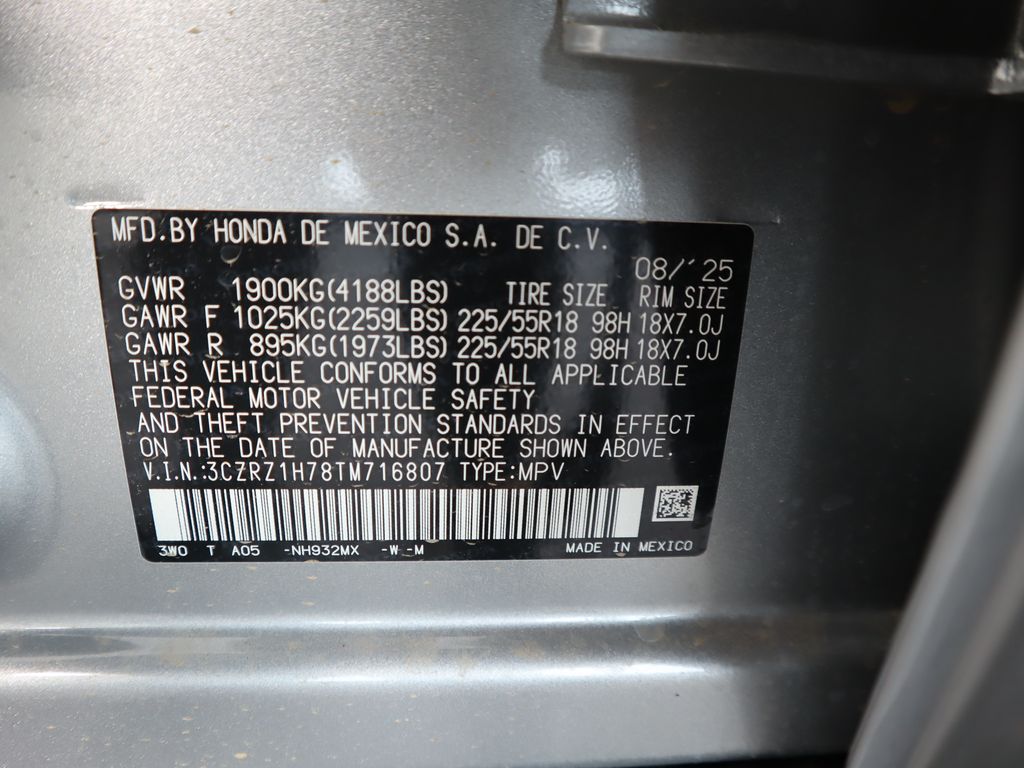 MFD.BY HONDA DE MEXICO S.A. DE C.V.
08/'25
GVWR 1900KG(4188LBS) TIRE SIZE RIM SIZE
GAWR F 1025KG(2259LBS) 225/55R18 98H 18X7.0J
GAWR R 895KG(1973LBS) 225/55R18 98H 18X7.0J
THIS VEHICLE CONFORMS TO ALL APPLICABLE
FEDERAL MOTOR VEHICLE SAFETY
AND THEFT PREVENTION STANDARDS IN EFFECT
ON THE DATE OF MANUFACTURE SHOWN ABOVE.
V.I.N.:3CZRZ1H78TM716807 TYPE:MPV
3W0 T A05 -NH932MX -W -M MADE IN MEXICO